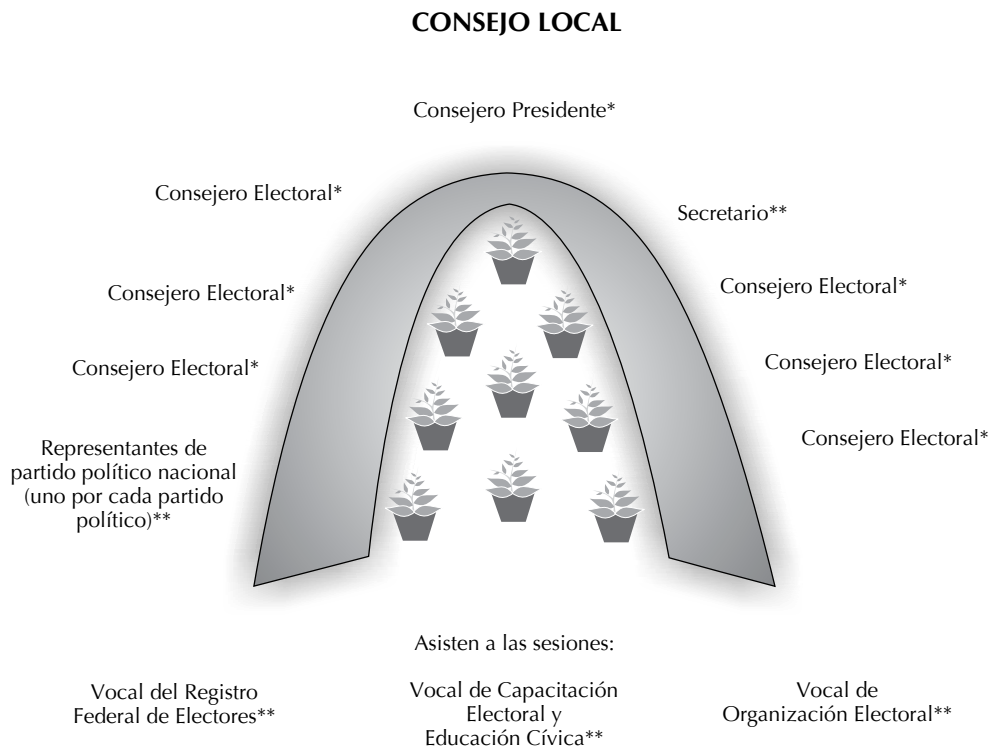 CONSEJO LOCAL
Consejero Presidente*
Consejero Electoral*
Secretario**
Consejero Electoral*
Consejero Electoral*
Consejero Electoral*
Consejero Electoral*
Consejero Electoral*
Representantes de
partido político nacional
(uno por cada partido
político)**
Asisten a las sesiones:
Vocal del Registro
Federal de Electores**
Vocal de Capacitación
Electoral y
Educación Cívica**
Vocal de
Organización Electoral**